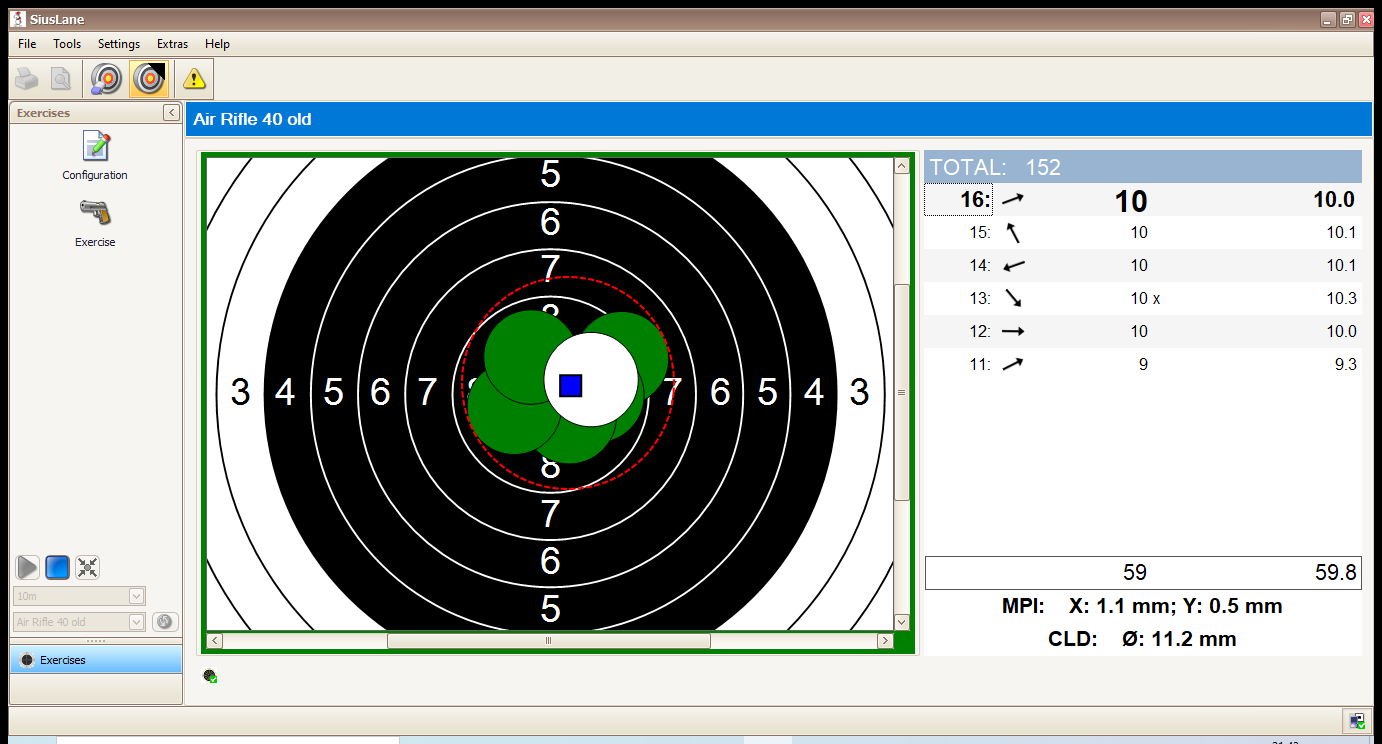 SiusLane
File Tools Settings Extras Help
Exercises
Configuration
Exercise
10m
Air Rifle 40 old
Exercises
Air Rifle 40 old
5
6
7
3 4 5 6 7 7 6 5 4 3
8
7
6
5
TOTAL: 152
16: 10 10.0
15: 10 10.1
14: 10 10.1
13: 10 x 10.3
12: 10 10.0
11: 9 9.3
59 59.8
MPI: X: 1.1 mm; Y: 0.5 mm
CLD: Ø: 11.2 mm